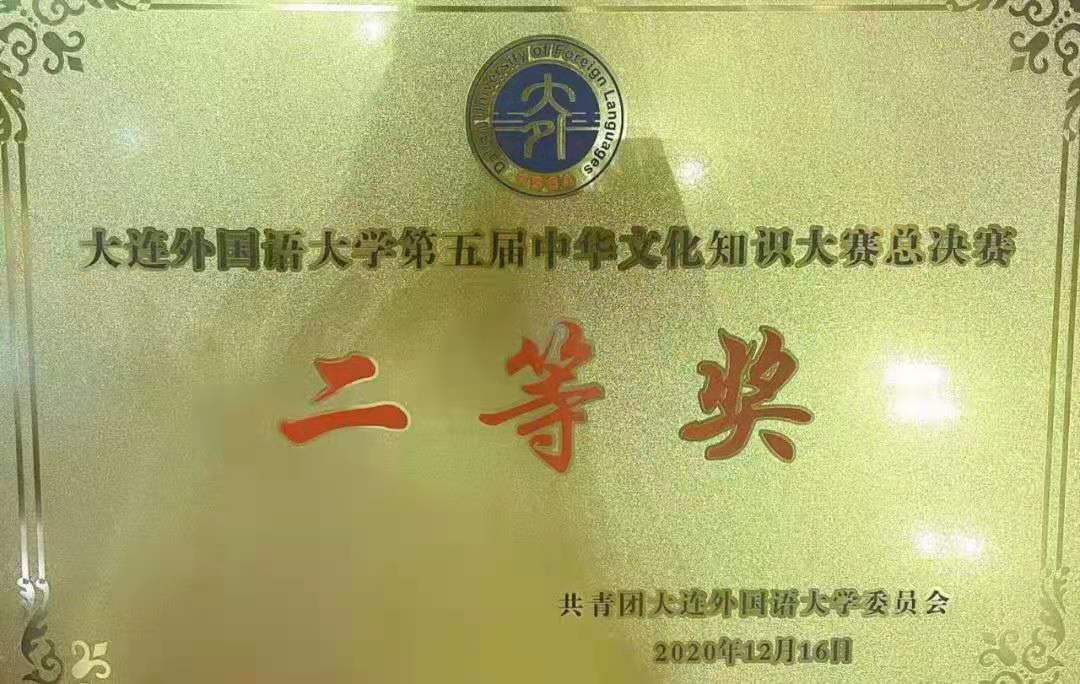 Dalian University of Foreign Languages
大外
大连外国语大学第五届中华文化知识大赛总决赛
二等奖
共青团大连外国语大学委员会
2020年12月16日